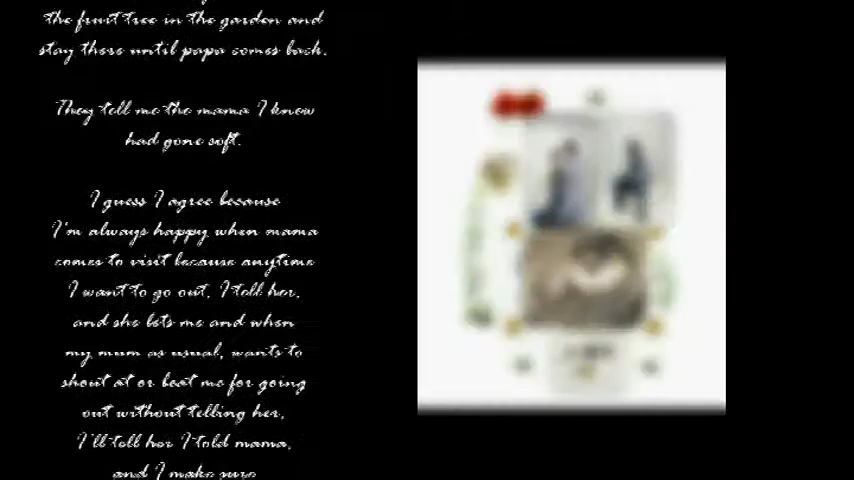 the fruit tree in the garden and
stay there until papa comes back.
They tell me the mama I knew
had gone soft.
I guess I agree because
I'm always happy when mama
comes to visit because anytime
I want to go out, I tell her,
and she lets me and when
my mum as usual, wants to
shout at or beat me for going
out without telling her,
I'll tell her I told mama,
and I make sure